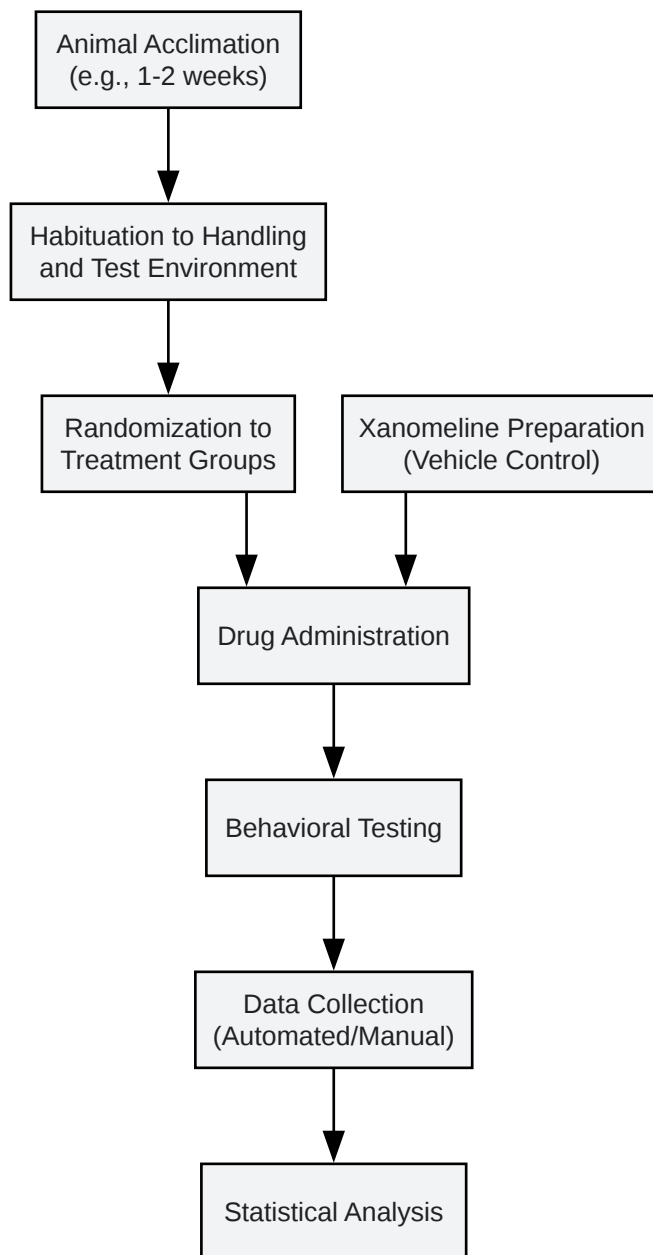 Animal Acclimation
(e.g., 1-2 weeks)
Habituation to Handling
and Test Environment
Randomization to
Treatment Groups
Xanomeline Preparation
(Vehicle Control)
Drug Administration
Behavioral Testing
Data Collection
(Automated/Manual)
Statistical Analysis